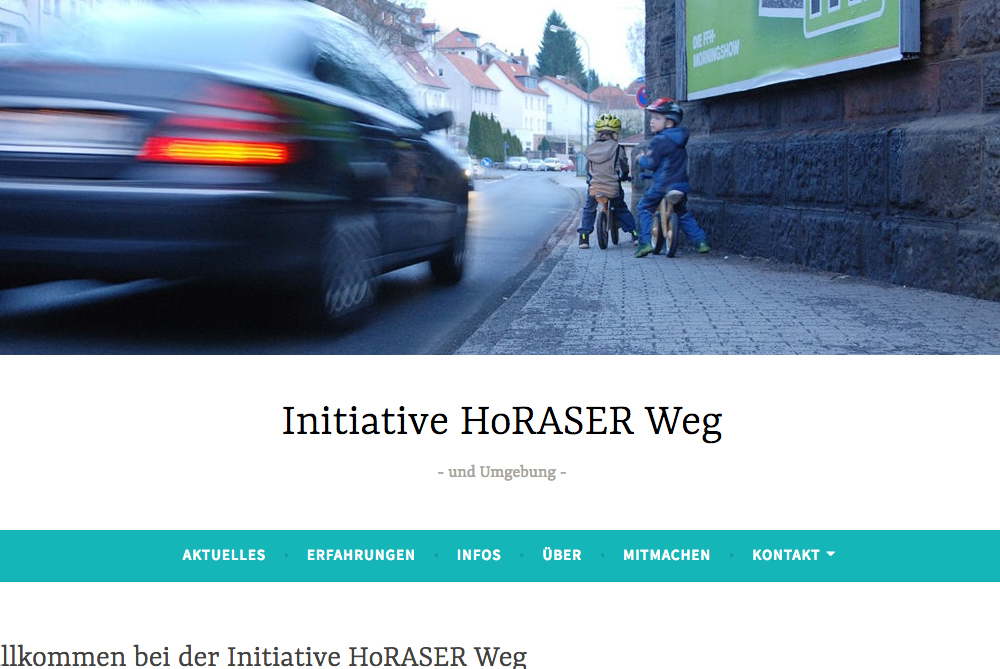 DIE FFH-
MORNINGSHOW
Initiative HoRASER Weg
- und Umgebung -
AKTUELLES · ERFAHRUNGEN · INFOS · ÜBER · MITMACHEN · KONTAKT
llkommen bei der Initiative HoRASER Weg